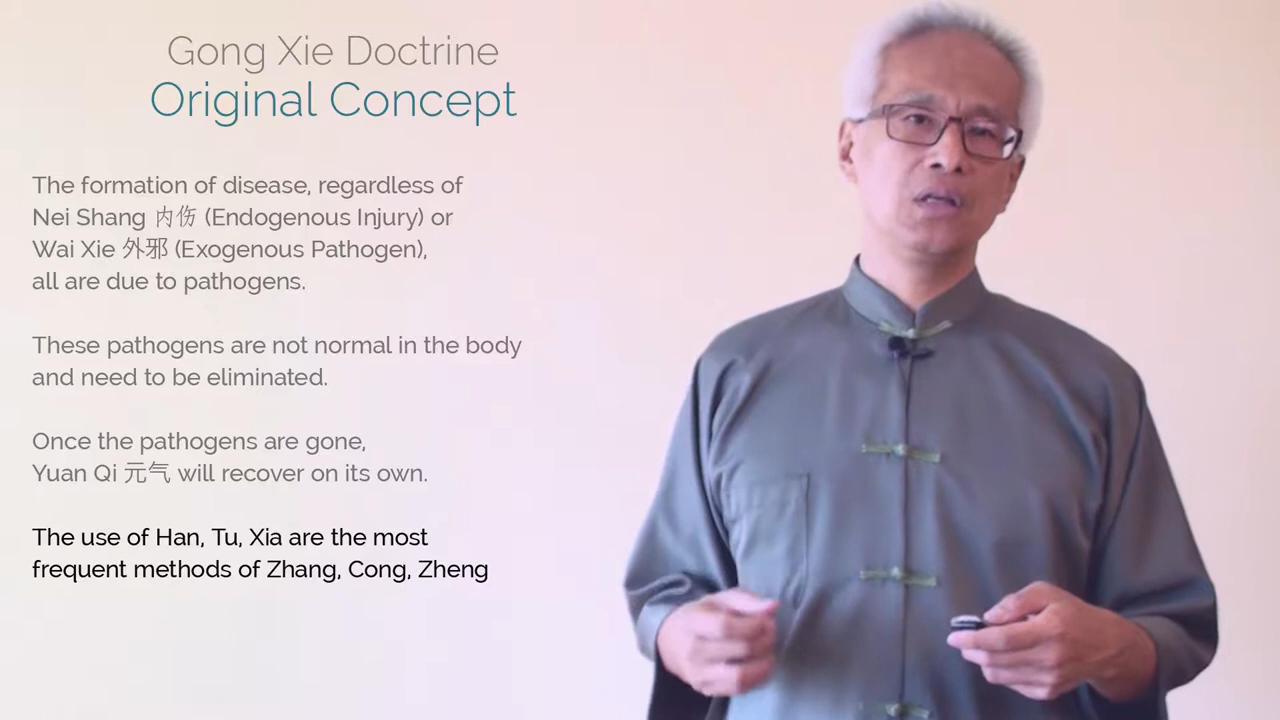 Gong Xie Doctrine
Original Concept
The formation of disease, regardless of
Nei Shang 内伤 (Endogenous Injury) or
Wai Xie 外邪 (Exogenous Pathogen),
all are due to pathogens.
These pathogens are not normal in the body
and need to be eliminated.
Once the pathogens are gone,
Yuan Qi 元气 will recover on its own.
The use of Han, Tu, Xia are the most
frequent methods of Zhang, Cong, Zheng